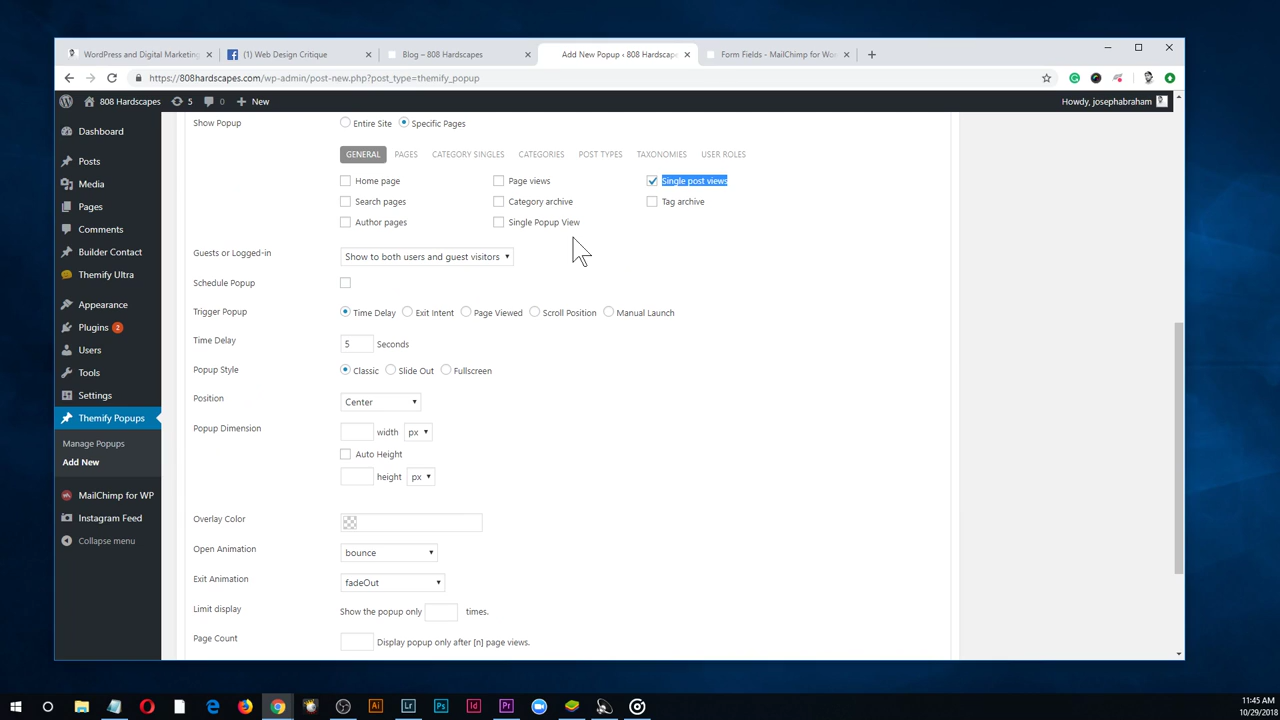 WordPress and Digital Marketing
(1) Web Design Critique
Blog – 808 Hardscapes
Add New Popup ‹ 808 Hardscape
Form Fields - MailChimp for Wor
https://808hardscapes.com/wp-admin/post-new.php?post_type=themify_popup
808 Hardscapes
5
0
New
Howdy, josephabraham
Dashboard
Posts
Media
Pages
Comments
Builder Contact
Themify Ultra
Appearance
Plugins 2
Users
Tools
Settings
Themify Popups
Manage Popups
Add New
MailChimp for WP
Instagram Feed
Collapse menu
Show Popup
Entire Site
Specific Pages
GENERAL
PAGES
CATEGORY SINGLES
CATEGORIES
POST TYPES
TAXONOMIES
USER ROLES
Home page
Page views
Single post views
Search pages
Category archive
Tag archive
Author pages
Single Popup View
Guests or Logged-in
Show to both users and guest visitors
Schedule Popup
Trigger Popup
Time Delay
Exit Intent
Page Viewed
Scroll Position
Manual Launch
Time Delay
5
Seconds
Popup Style
Classic
Slide Out
Fullscreen
Position
Center
Popup Dimension
width
px
Auto Height
height
px
Overlay Color
Open Animation
bounce
Exit Animation
fadeOut
Limit display
Show the popup only
times.
Page Count
Display popup only after [n] page views.
Ai
Lr
Ps
Id
Pr
11:45 AM
10/29/2018